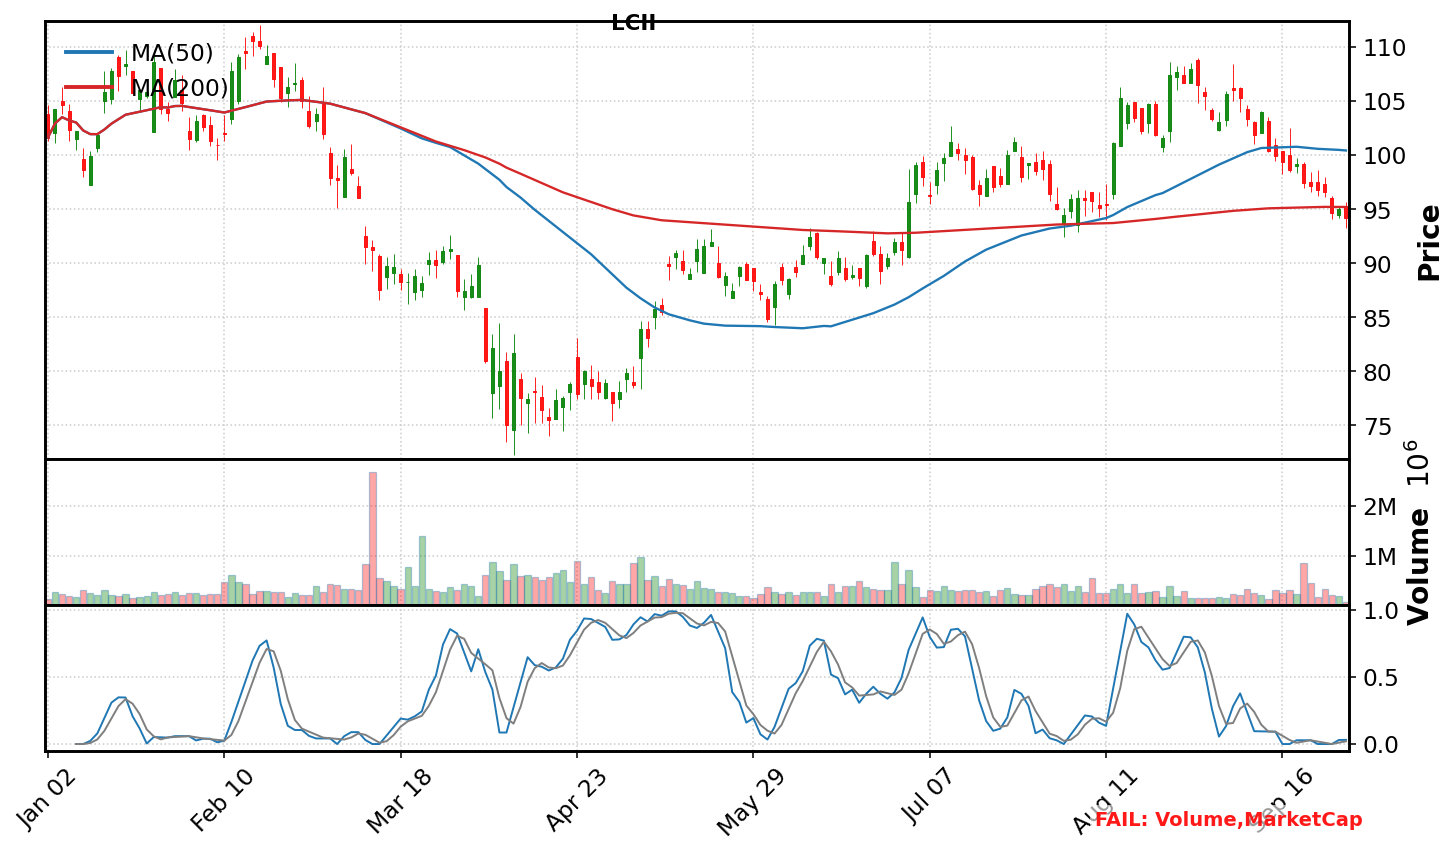 LCII
MA(50)
MA(200)
110
105
100
95
90
85
80
75
Price
10^6
2M
1M
Volume
1.0
0.5
0.0
Jan 02
Feb 10
Mar 18
Apr 23
May 29
Jul 07
Aug 11
Sep 16
FAIL: Volume,MarketCap